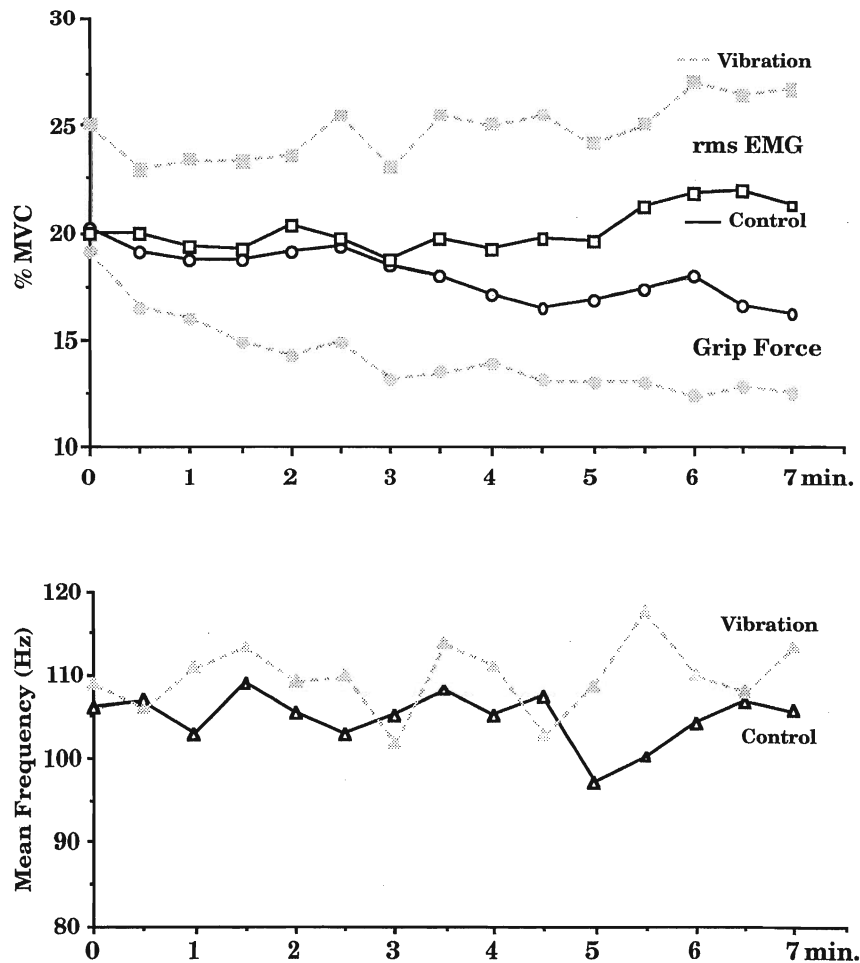 30
Vibration
25
rms EMG
20
Control
% MVC
15
Grip Force
10
0 1 2 3 4 5 6 7 min.
120
Vibration
110
Mean Frequency (Hz)
100
Control
90
80
0 1 2 3 4 5 6 7 min.